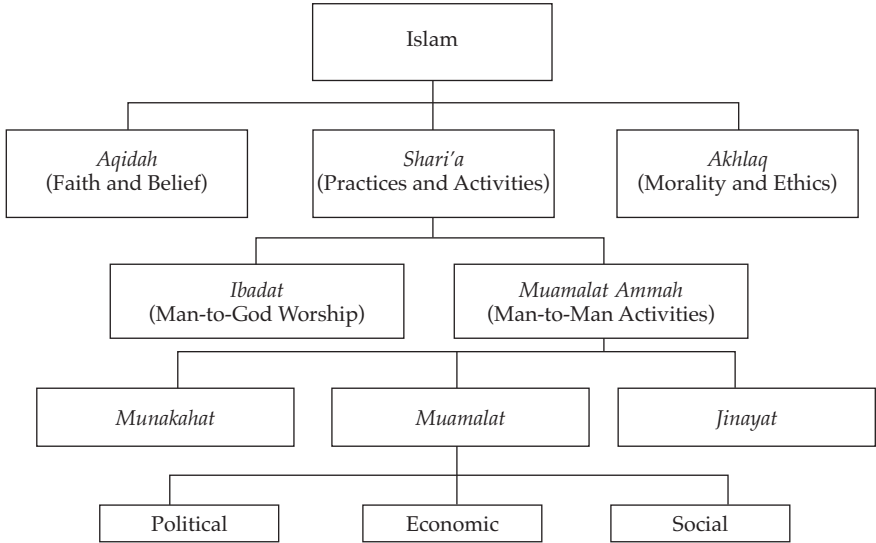 Islam
Aqidah
(Faith and Belief)
Shari'a
(Practices and Activities)
Akhlaq
(Morality and Ethics)
Ibadat
(Man-to-God Worship)
Muamalat Ammah
(Man-to-Man Activities)
Munakahat
Muamalat
Jinayat
Political
Economic
Social